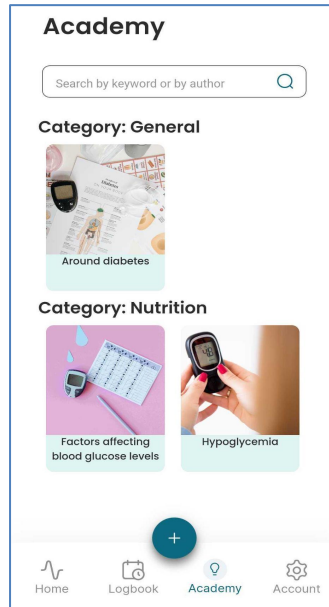 Academy
Search by keyword or by author
Category: General
Diabetes
Around diabetes
Category: Nutrition
Factors affecting
blood glucose levels
Hypoglycemia
+
Home
Logbook
Academy
Account